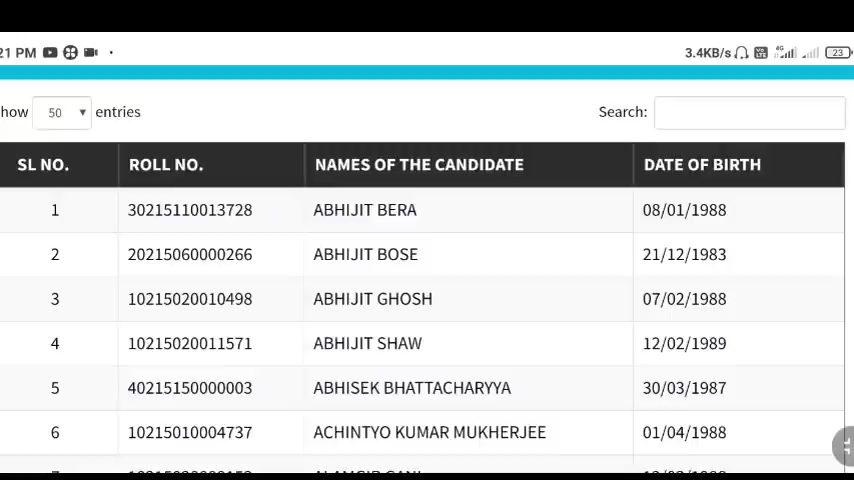 21 PM
3.4KB/s 4G 23
how 50 entries Search:
SL NO. ROLL NO. NAMES OF THE CANDIDATE DATE OF BIRTH
1 30215110013728 ABHIJIT BERA 08/01/1988
2 20215060000266 ABHIJIT BOSE 21/12/1983
3 10215020010498 ABHIJIT GHOSH 07/02/1988
4 10215020011571 ABHIJIT SHAW 12/02/1989
5 40215150000003 ABHISEK BHATTACHARYYA 30/03/1987
6 10215010004737 ACHINTYO KUMAR MUKHERJEE 01/04/1988